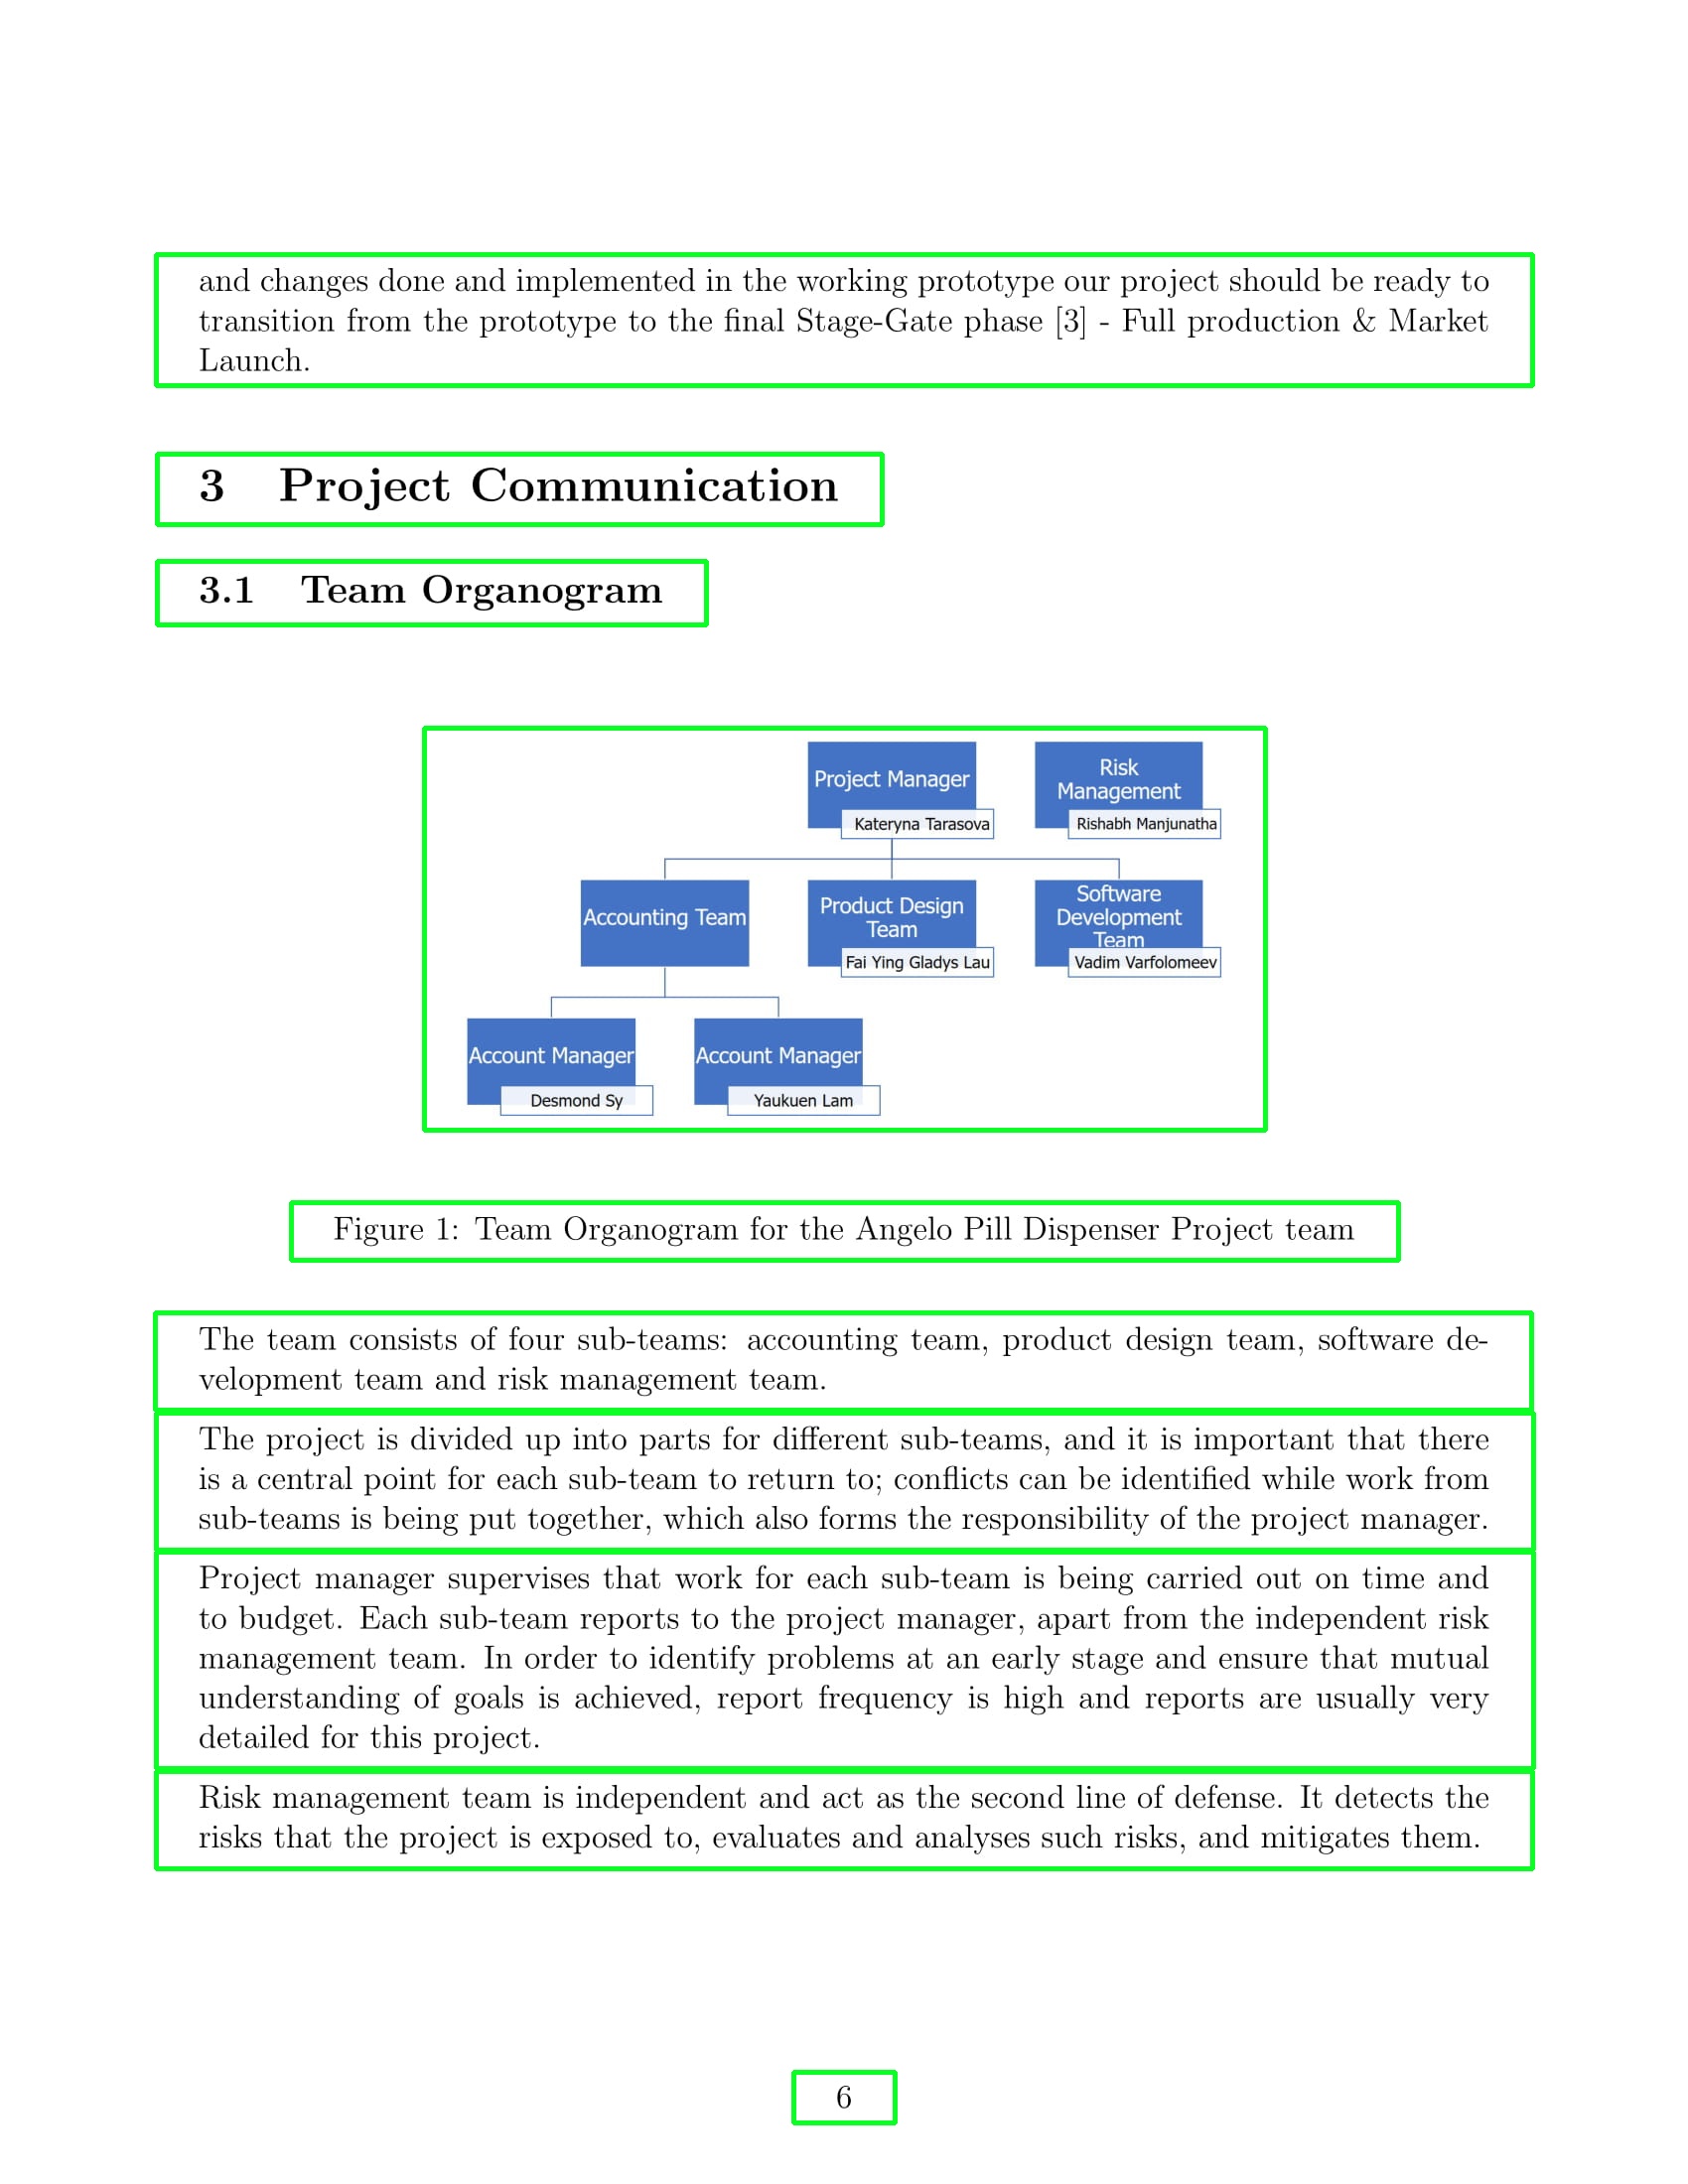 and changes done and implemented in the working prototype our project should be ready to
transition from the prototype to the final Stage-Gate phase [3] - Full production & Market
Launch.
3 Project Communication
3.1 Team Organogram
Project Manager
Kateryna Tarasova
Risk
Management
Rishabh Manjunatha
Accounting Team
Product Design
Team
Fai Ying Gladys Lau
Software
Development
Team
Vadim Varfolomeev
Account Manager
Desmond Sy
Account Manager
Yaukuen Lam
Figure 1: Team Organogram for the Angelo Pill Dispenser Project team
The team consists of four sub-teams: accounting team, product design team, software de-
velopment team and risk management team.
The project is divided up into parts for different sub-teams, and it is important that there
is a central point for each sub-team to return to; conflicts can be identified while work from
sub-teams is being put together, which also forms the responsibility of the project manager.
Project manager supervises that work for each sub-team is being carried out on time and
to budget. Each sub-team reports to the project manager, apart from the independent risk
management team. In order to identify problems at an early stage and ensure that mutual
understanding of goals is achieved, report frequency is high and reports are usually very
detailed for this project.
Risk management team is independent and act as the second line of defense. It detects the
risks that the project is exposed to, evaluates and analyses such risks, and mitigates them.
6